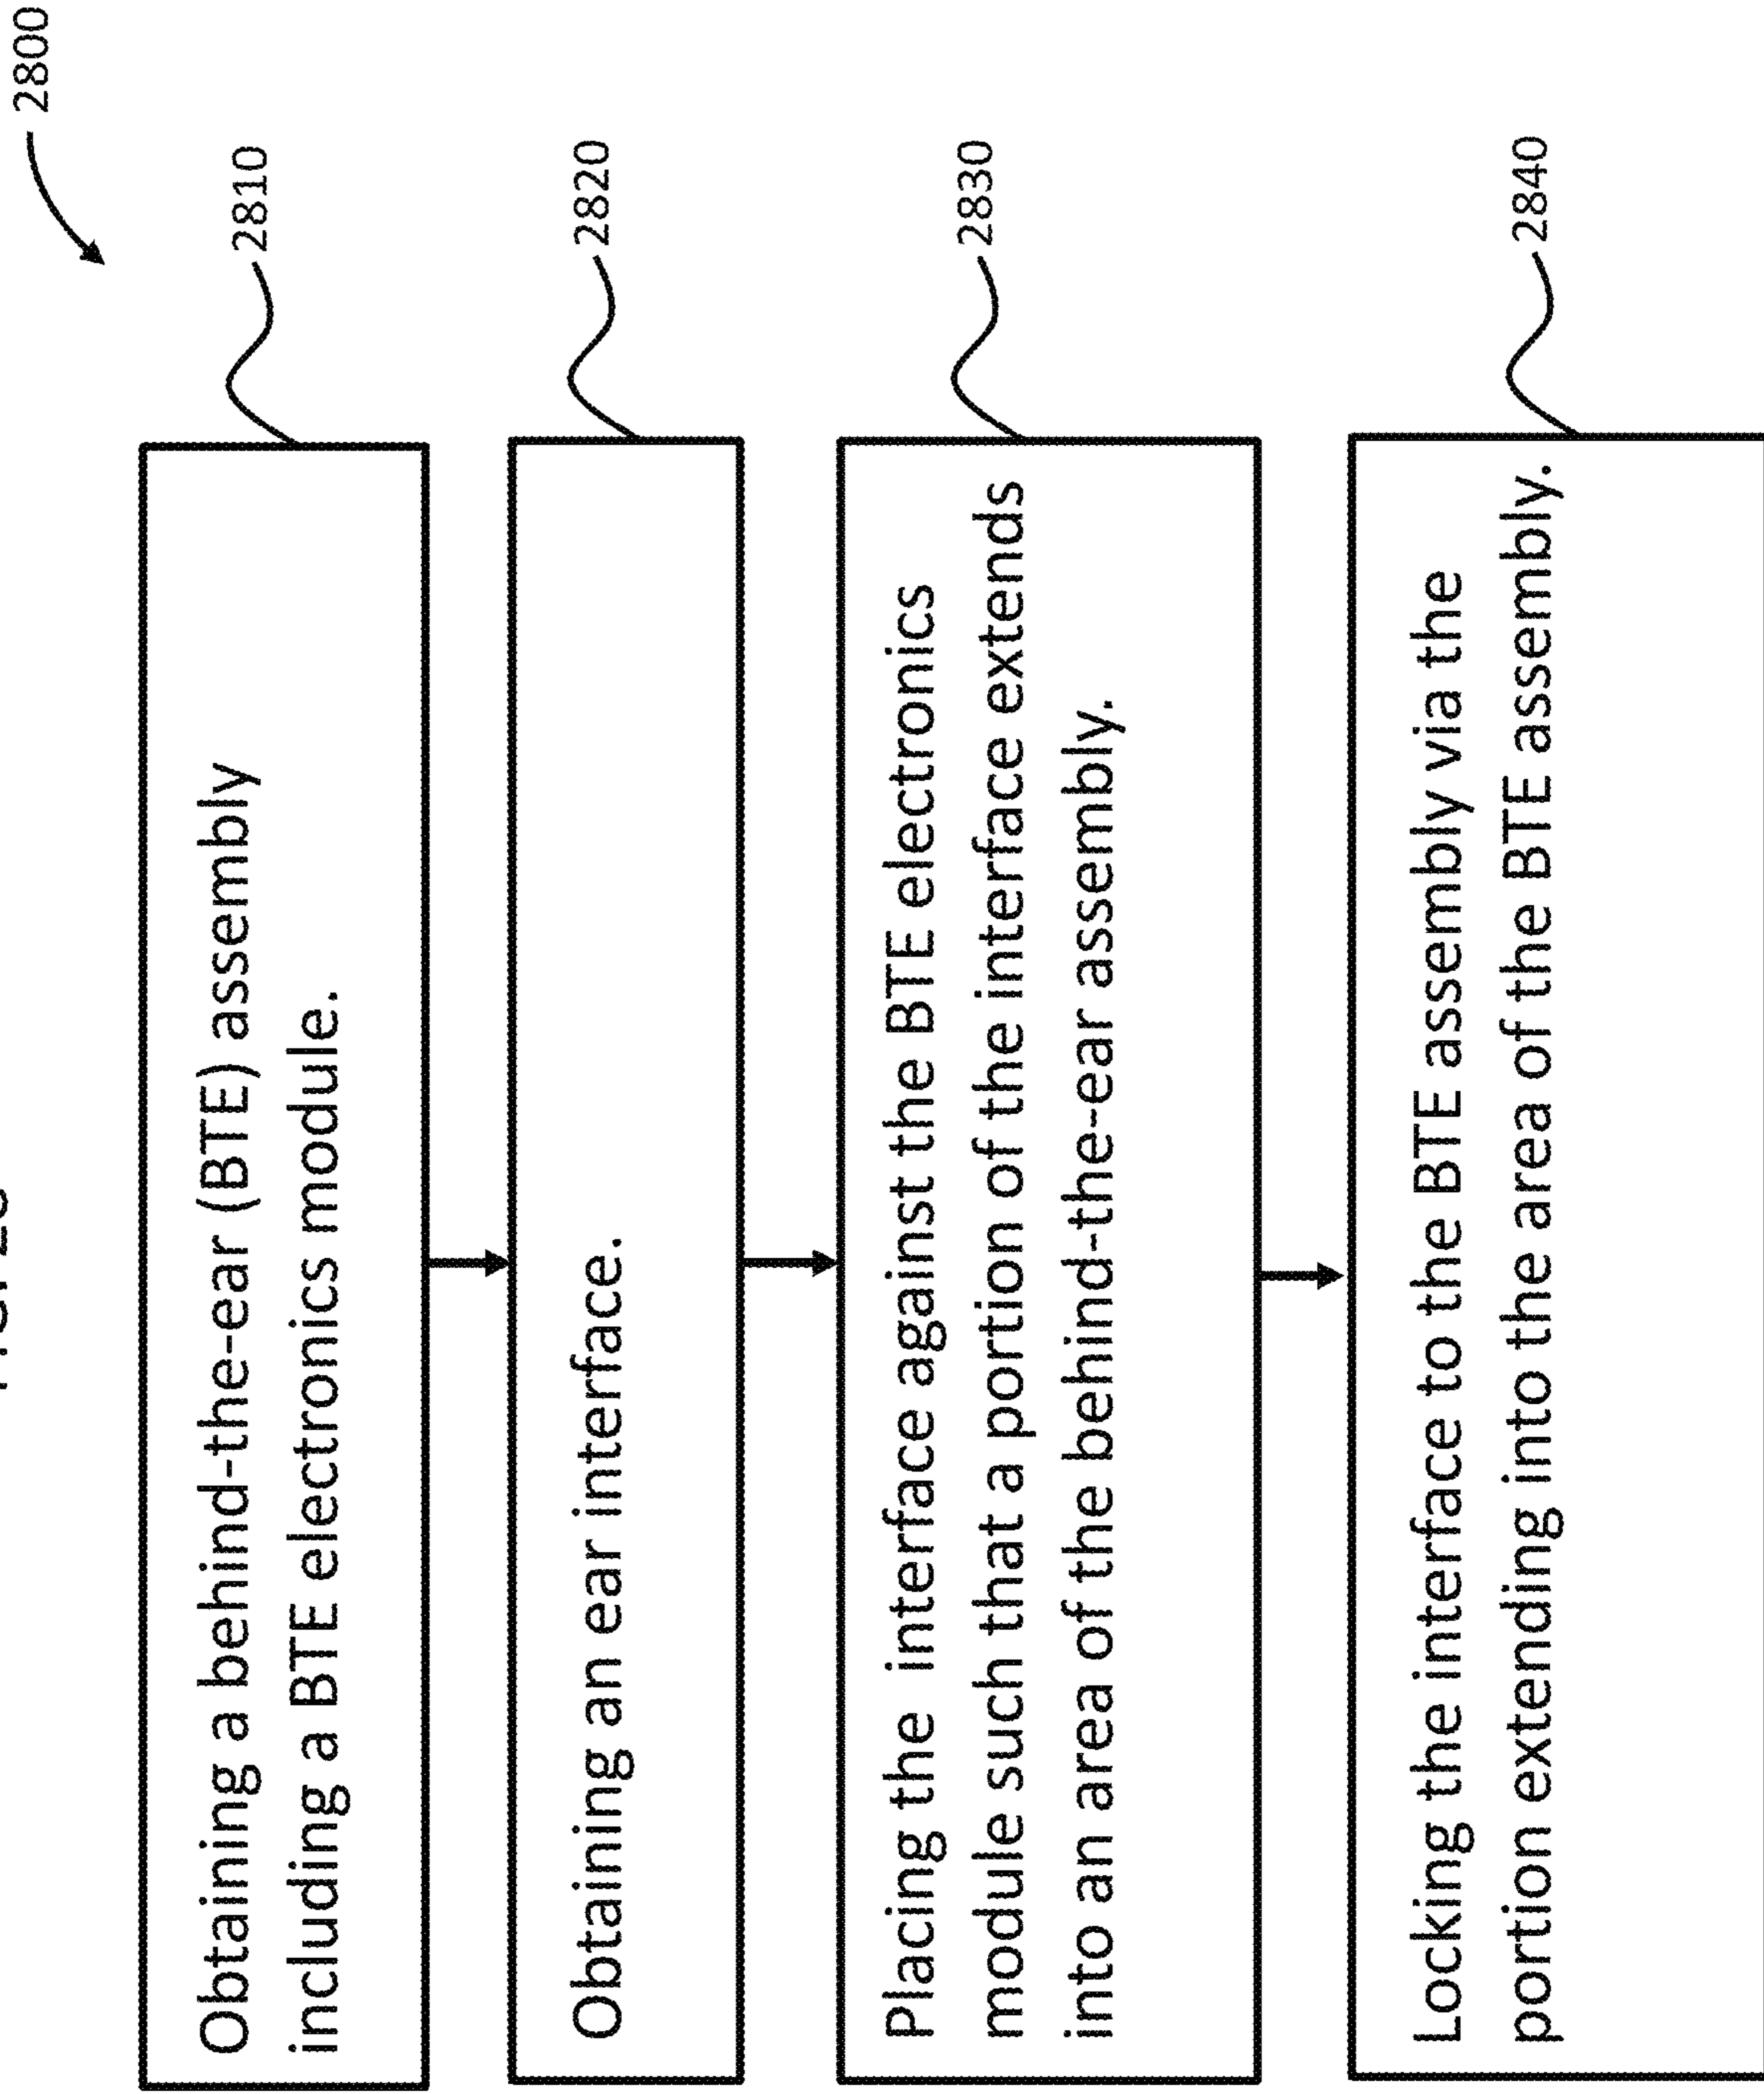 2800
Obtaining a behind-the-ear (BTE) assembly
including a BTE electronics module.
2810
Obtaining an ear interface.
2820
Placing the interface against the BTE electronics
module such that a portion of the interface extends
into an area of the behind-the-ear assembly.
2830
Locking the interface to the BTE assembly via the
portion extending into the area of the BTE assembly.
2840